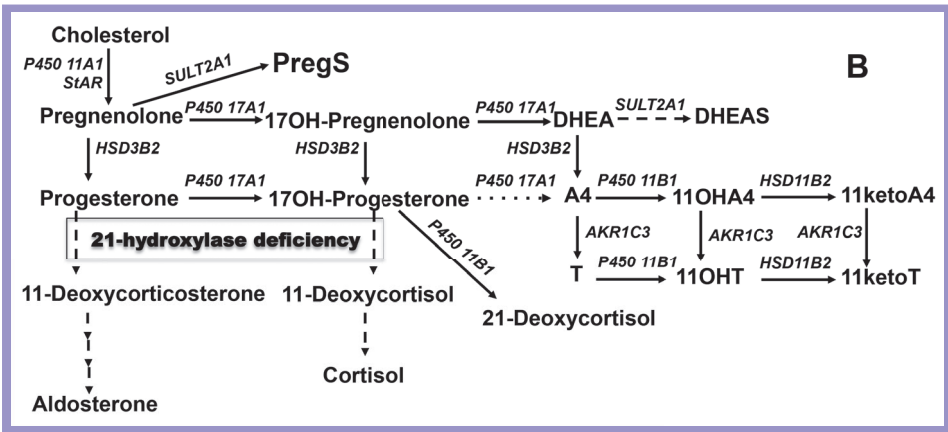 Cholesterol
P450 11A1
StAR
SULT2A1
PregS
B
Pregnenolone
P450 17A1
17OH-Pregnenolone
P450 17A1
DHEA
SULT2A1
DHEAS
HSD3B2
HSD3B2
HSD3B2
Progesterone
P450 17A1
17OH-Progesterone
P450 17A1
A4
P450 11B1
11OHA4
HSD11B2
11ketoA4
21-hydroxylase deficiency
P450 11B1
AKR1C3
AKR1C3
AKR1C3
T
P450 11B1
11OHT
HSD11B2
11ketoT
11-Deoxycorticosterone
11-Deoxycortisol
21-Deoxycortisol
Cortisol
Aldosterone